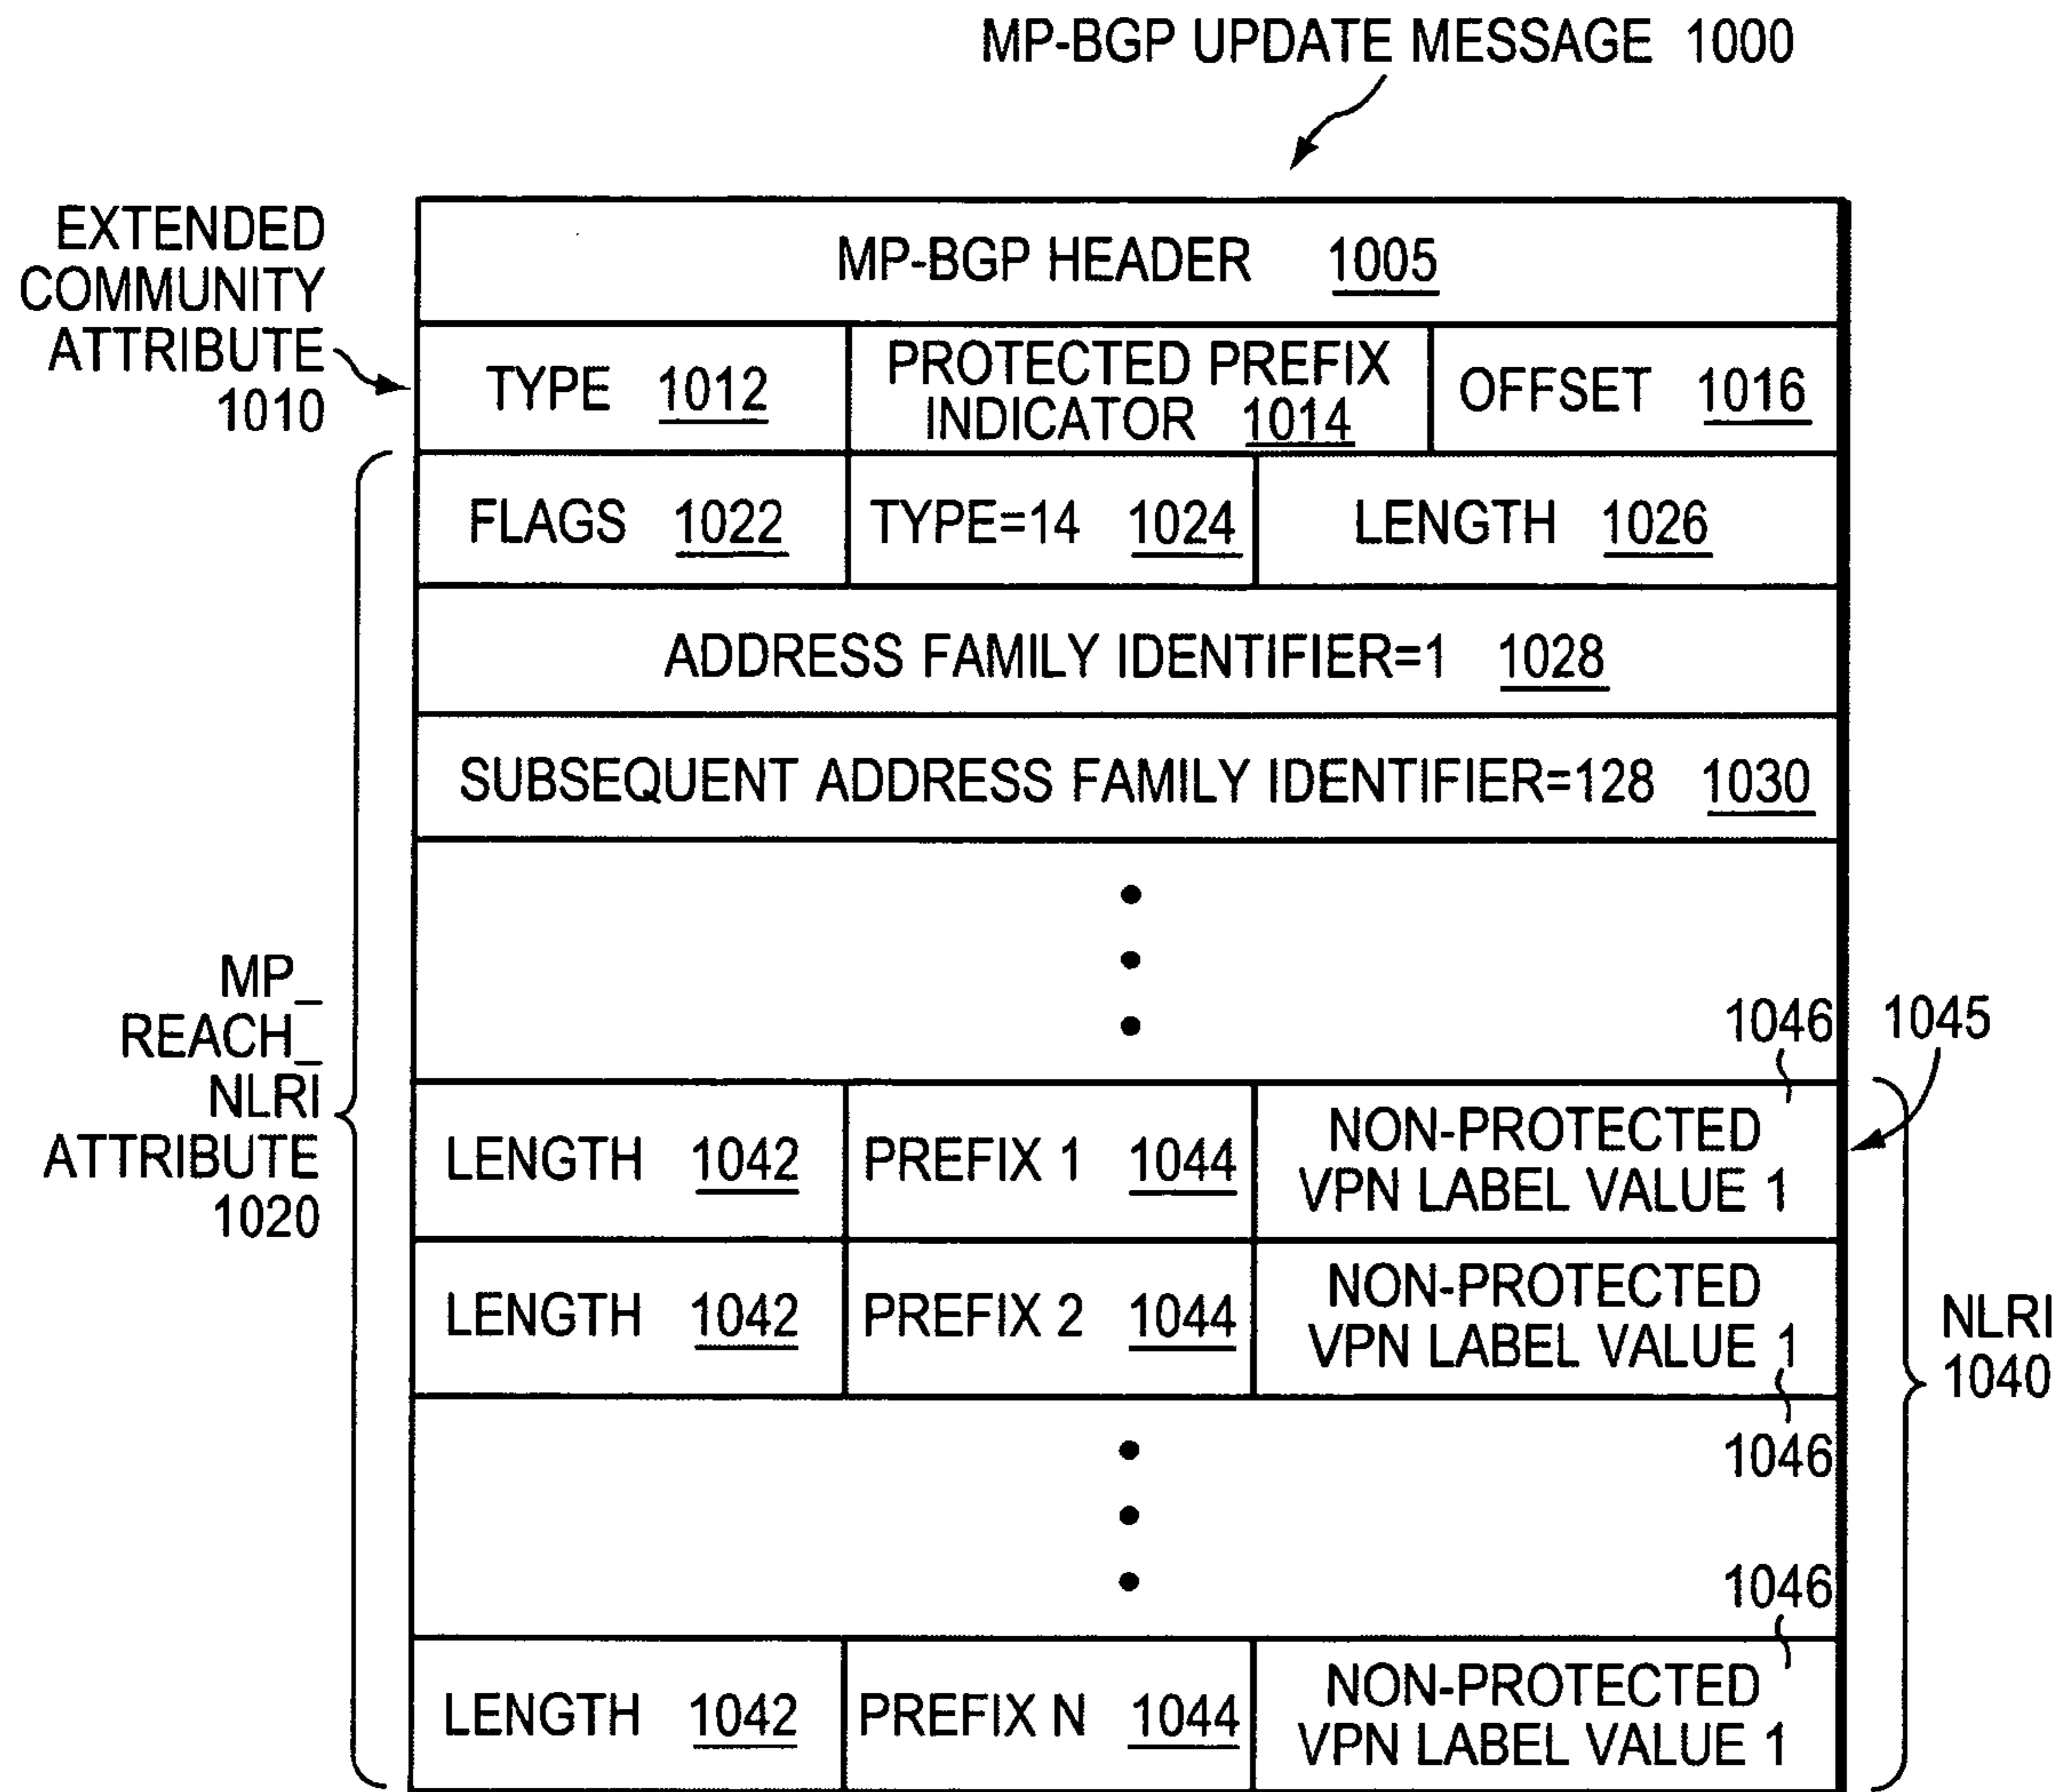 MP-BGP UPDATE MESSAGE 1000
EXTENDED
COMMUNITY
ATTRIBUTE
1010
MP-BGP HEADER 1005
TYPE 1012
PROTECTED PREFIX
INDICATOR 1014
OFFSET 1016
FLAGS 1022
TYPE=14 1024
LENGTH 1026
ADDRESS FAMILY IDENTIFIER=1 1028
SUBSEQUENT ADDRESS FAMILY IDENTIFIER=128 1030
MP_
REACH_
NLRI
ATTRIBUTE
1020
1046
1045
LENGTH 1042
PREFIX 1 1044
NON-PROTECTED
VPN LABEL VALUE 1
LENGTH 1042
PREFIX 2 1044
NON-PROTECTED
VPN LABEL VALUE 1
NLRI
1040
1046
1046
LENGTH 1042
PREFIX N 1044
NON-PROTECTED
VPN LABEL VALUE 1